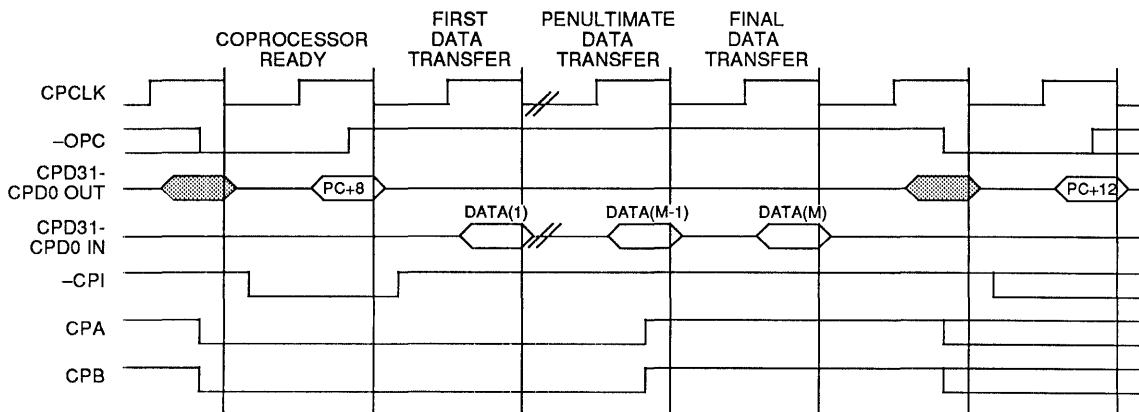 COPROCESSOR
READY
FIRST
DATA
TRANSFER
PENULTIMATE
DATA
TRANSFER
FINAL
DATA
TRANSFER
CPCLK
–OPC
CPD31-
CPD0 OUT
PC+8
PC+12
CPD31-
CPD0 IN
DATA(1)
DATA(M-1)
DATA(M)
–CPI
CPA
CPB